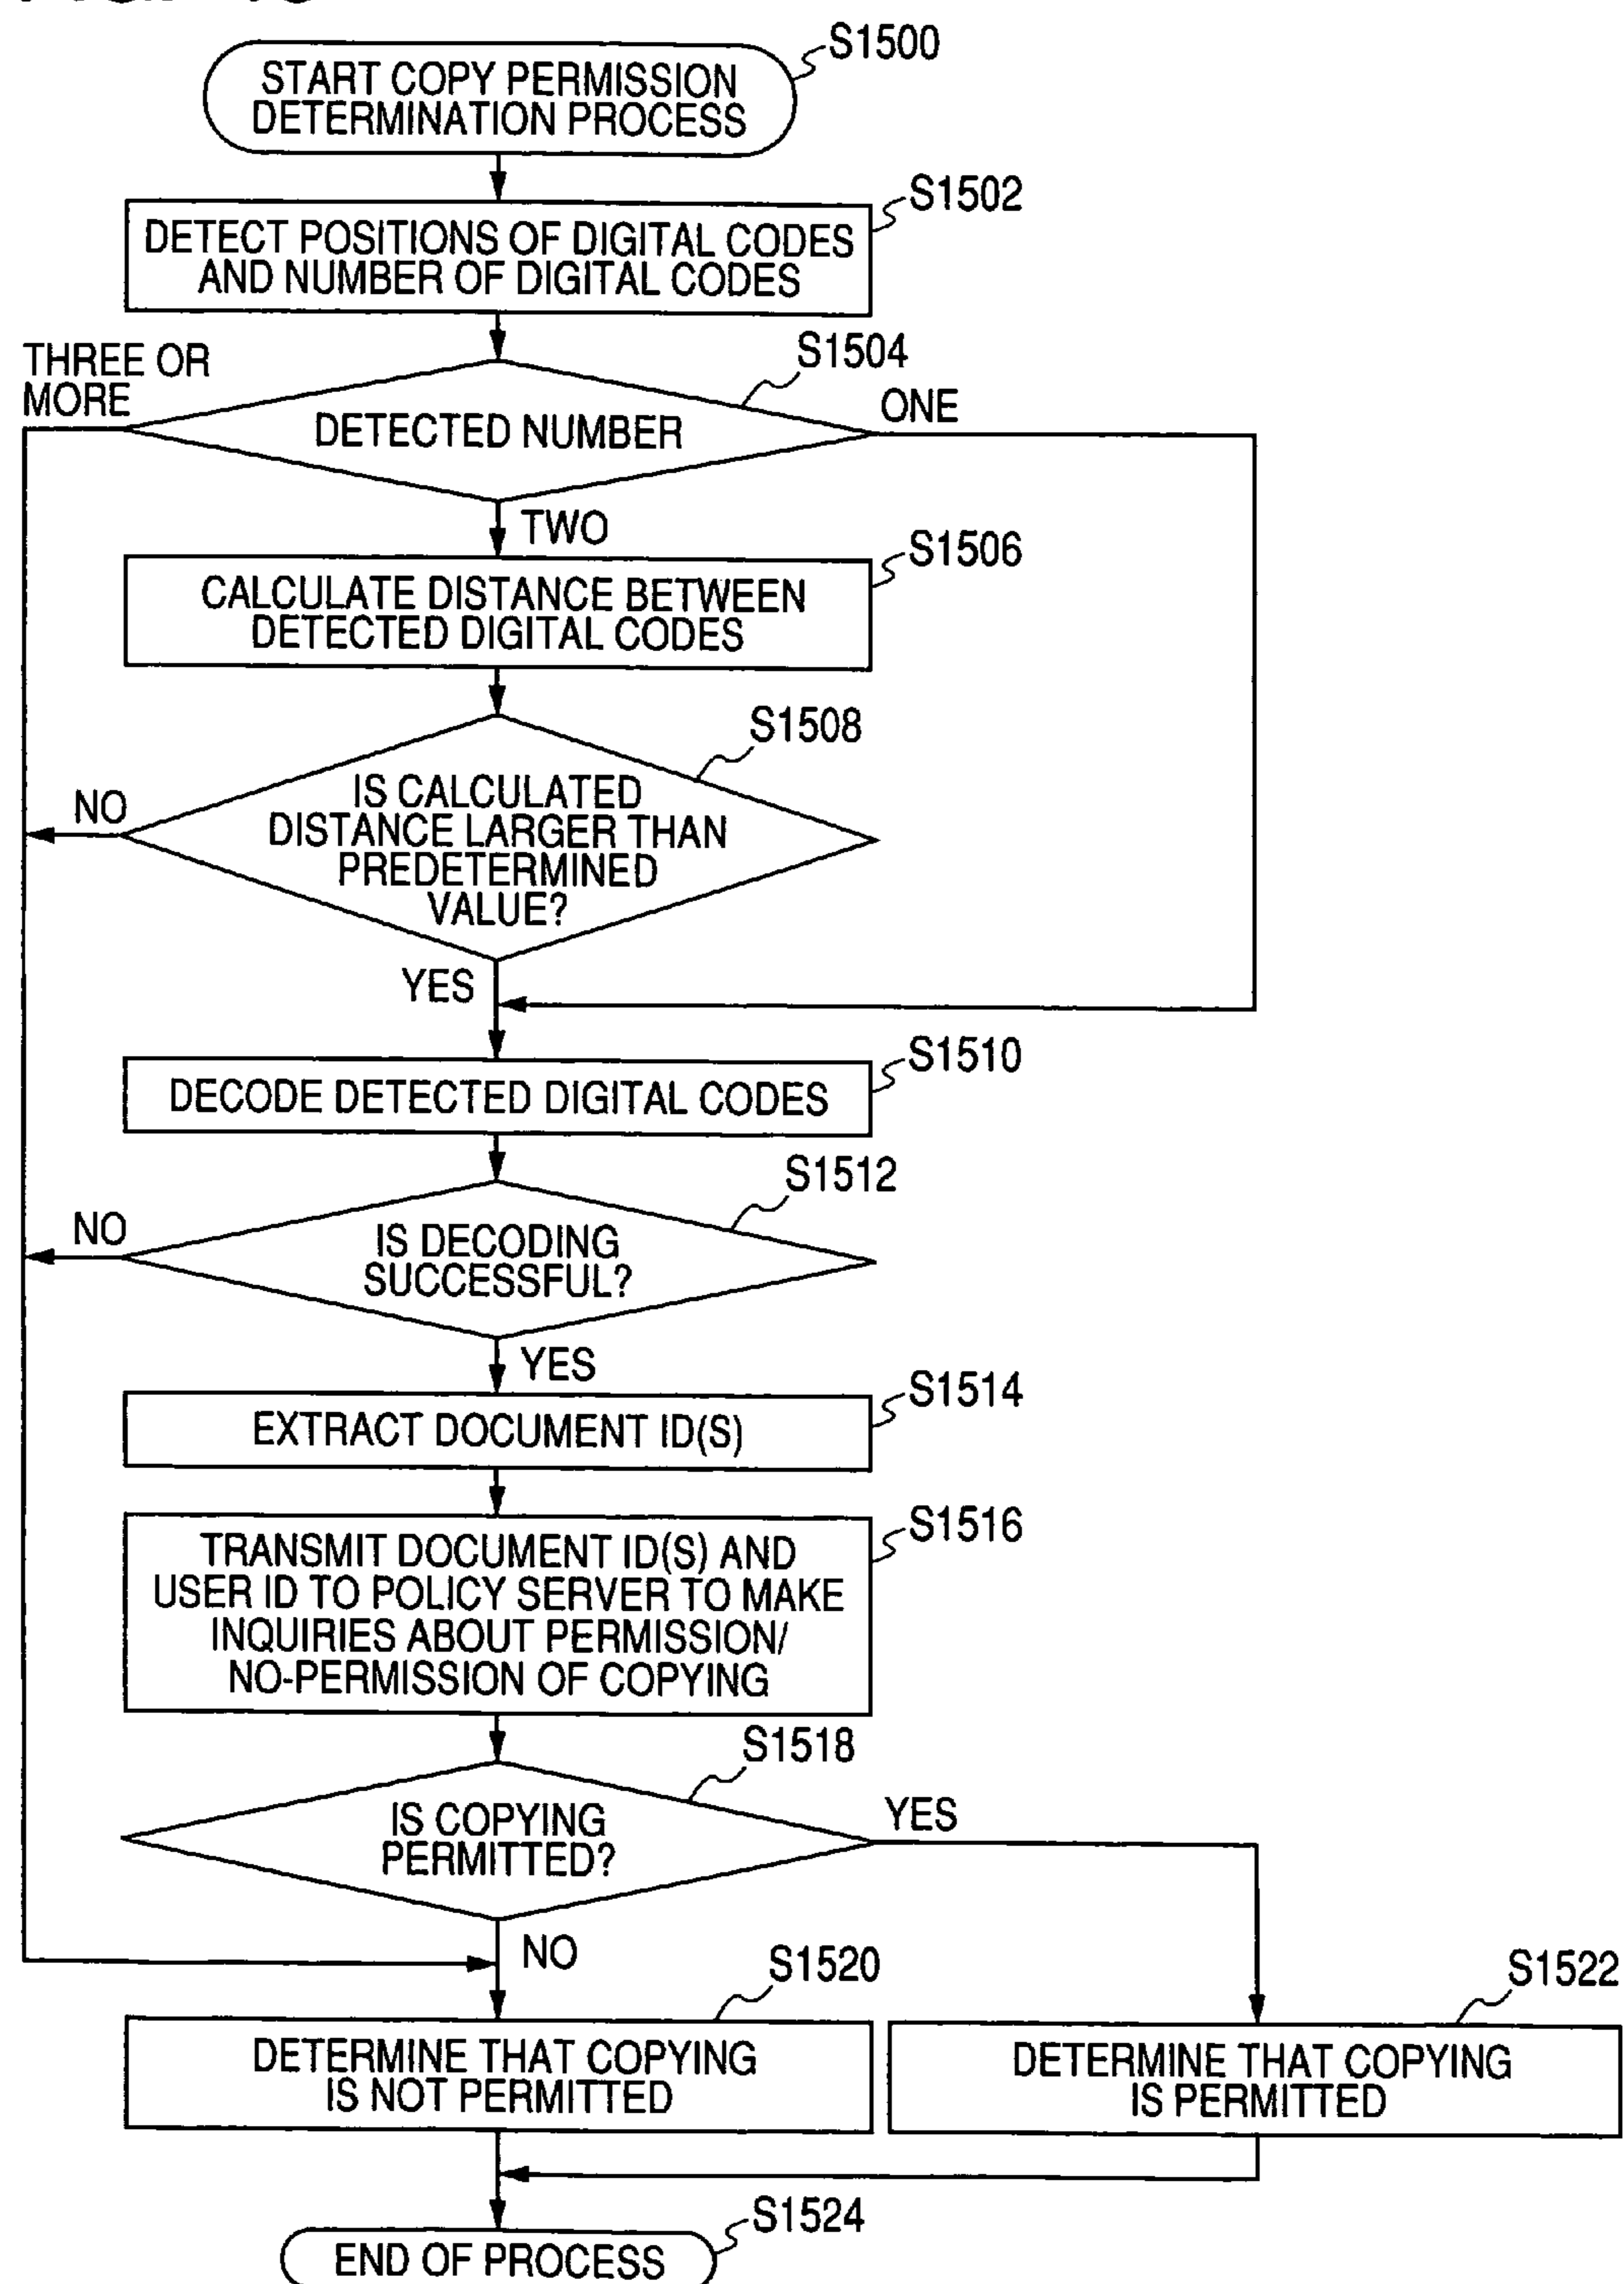 S1500
START COPY PERMISSION
DETERMINATION PROCESS
S1502
DETECT POSITIONS OF DIGITAL CODES
AND NUMBER OF DIGITAL CODES
S1504
THREE OR
MORE
DETECTED NUMBER
ONE
TWO
S1506
CALCULATE DISTANCE BETWEEN
DETECTED DIGITAL CODES
S1508
IS CALCULATED
DISTANCE LARGER THAN
PREDETERMINED
VALUE?
NO
YES
S1510
DECODE DETECTED DIGITAL CODES
S1512
IS DECODING
SUCCESSFUL?
NO
YES
S1514
EXTRACT DOCUMENT ID(S)
S1516
TRANSMIT DOCUMENT ID(S) AND
USER ID TO POLICY SERVER TO MAKE
INQUIRIES ABOUT PERMISSION/
NO-PERMISSION OF COPYING
S1518
IS COPYING
PERMITTED?
YES
NO
S1520
DETERMINE THAT COPYING
IS NOT PERMITTED
S1522
DETERMINE THAT COPYING
IS PERMITTED
S1524
END OF PROCESS